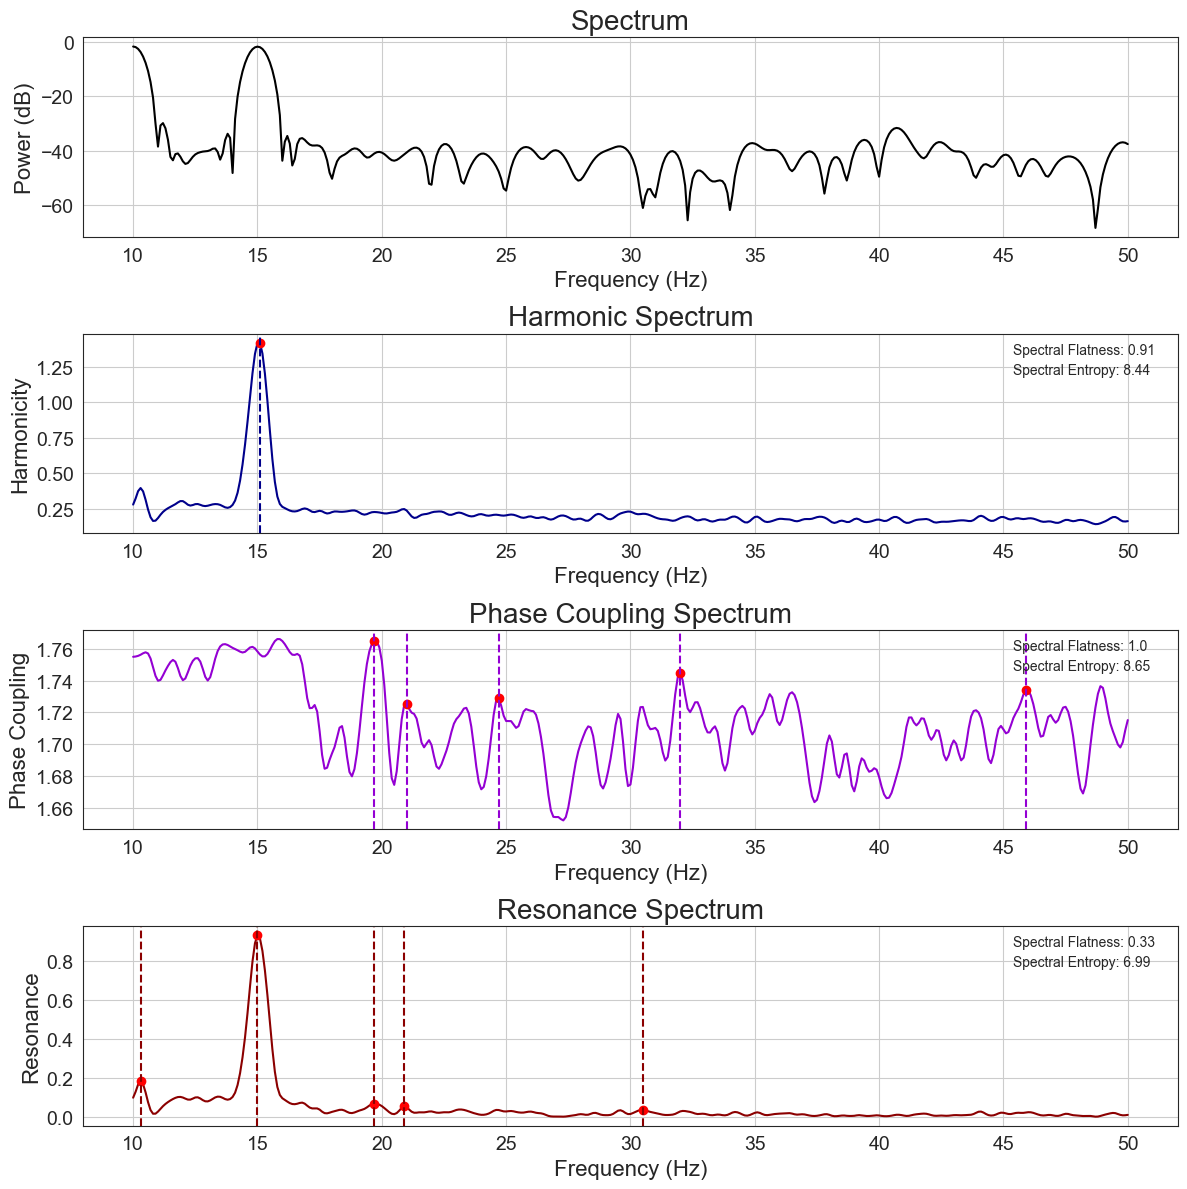 Spectrum
Power (dB)
0
−20
−40
−60
10 15 20 25 30 35 40 45 50
Frequency (Hz)
Harmonic Spectrum
Harmonicity
1.25
1.00
0.75
0.50
0.25
Spectral Flatness: 0.91
Spectral Entropy: 8.44
10 15 20 25 30 35 40 45 50
Frequency (Hz)
Phase Coupling Spectrum
Phase Coupling
1.76
1.74
1.72
1.70
1.68
1.66
Spectral Flatness: 1.0
Spectral Entropy: 8.65
10 15 20 25 30 35 40 45 50
Frequency (Hz)
Resonance Spectrum
Resonance
0.8
0.6
0.4
0.2
0.0
Spectral Flatness: 0.33
Spectral Entropy: 6.99
10 15 20 25 30 35 40 45 50
Frequency (Hz)